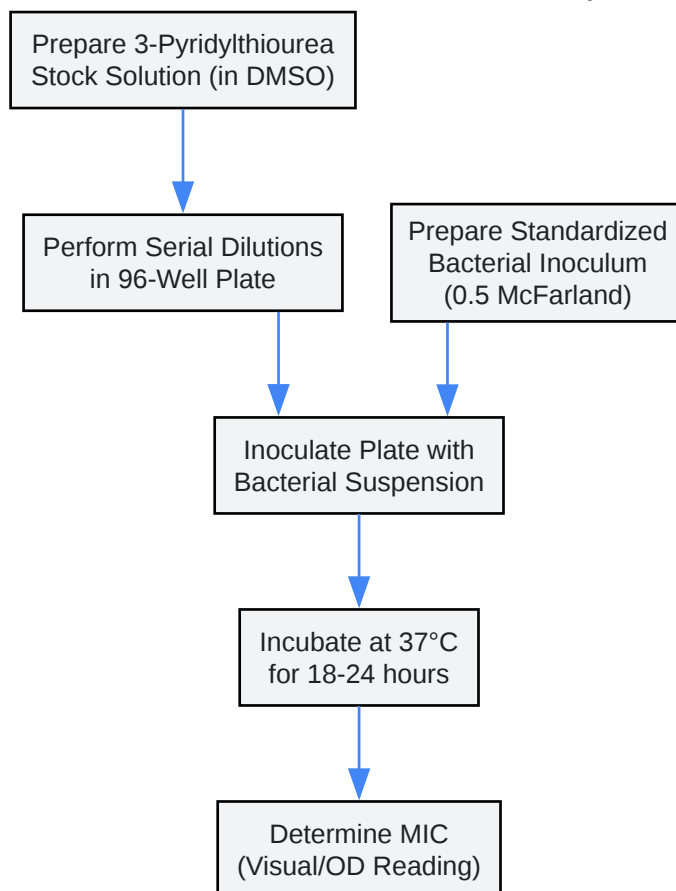 Prepare 3-Pyridylthiourea
Stock Solution (in DMSO)
Perform Serial Dilutions
in 96-Well Plate
Prepare Standardized
Bacterial Inoculum
(0.5 McFarland)
Inoculate Plate with
Bacterial Suspension
Incubate at 37°C
for 18-24 hours
Determine MIC
(Visual/OD Reading)